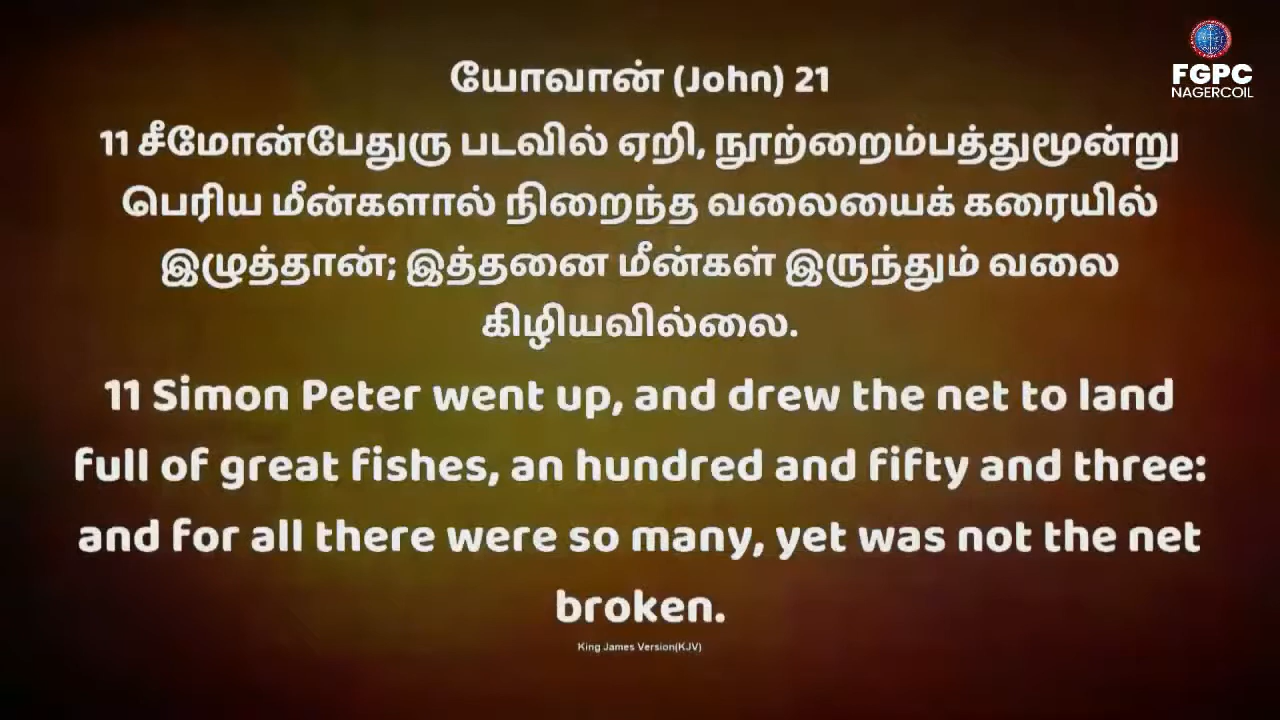 FGPC
NAGERCOIL
யோவான் (John) 21
11 சீமோன்பேதுரு படவில் ஏறி, நூற்றைம்பத்துமூன்று
பெரிய மீன்களால் நிறைந்த வலையைக் கரையில்
இழுத்தான்; இத்தனை மீன்கள் இருந்தும் வலை
கிழியவில்லை.
11 Simon Peter went up, and drew the net to land
full of great fishes, an hundred and fifty and three:
and for all there were so many, yet was not the net
broken.
King James Version(KJV)